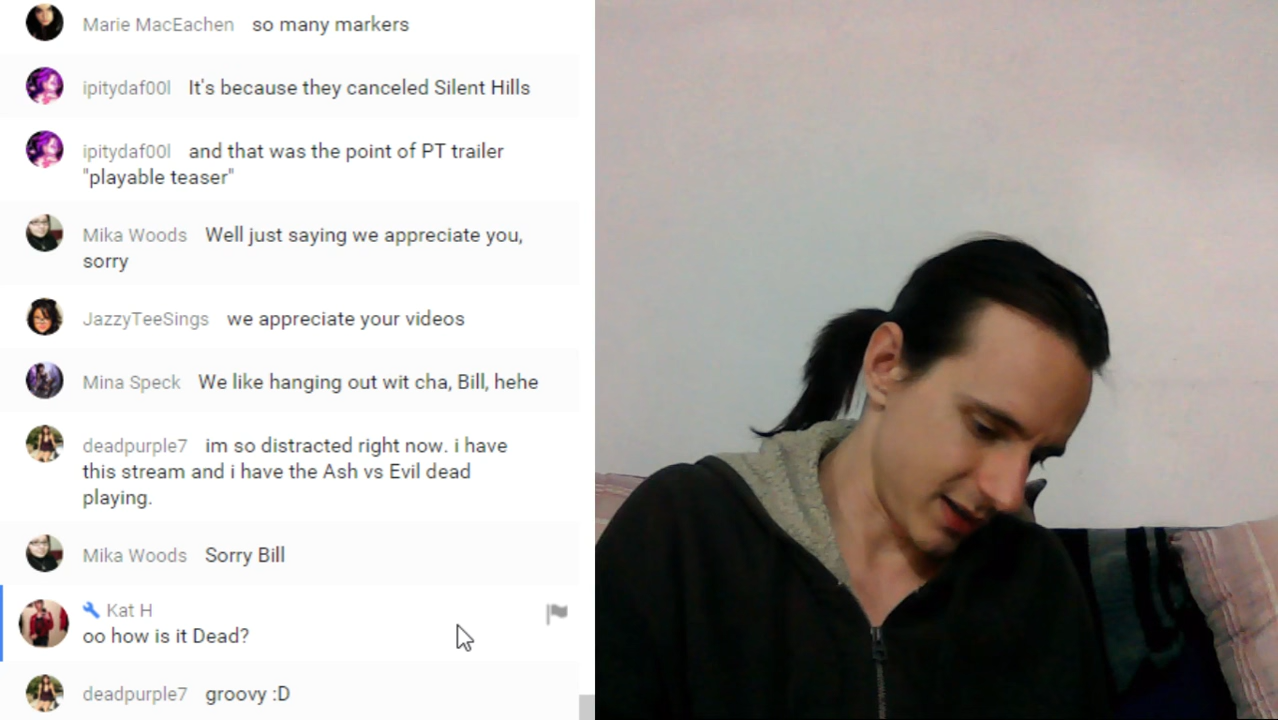 Marie MacEachen so many markers
ipitydaf00l It's because they canceled Silent Hills
ipitydaf00l and that was the point of PT trailer
"playable teaser"
Mika Woods Well just saying we appreciate you,
sorry
JazzyTeeSings we appreciate your videos
Mina Speck We like hanging out wit cha, Bill, hehe
deadpurple7 im so distracted right now. i have
this stream and i have the Ash vs Evil dead
playing.
Mika Woods Sorry Bill
Kat H
oo how is it Dead?
deadpurple7 groovy :D